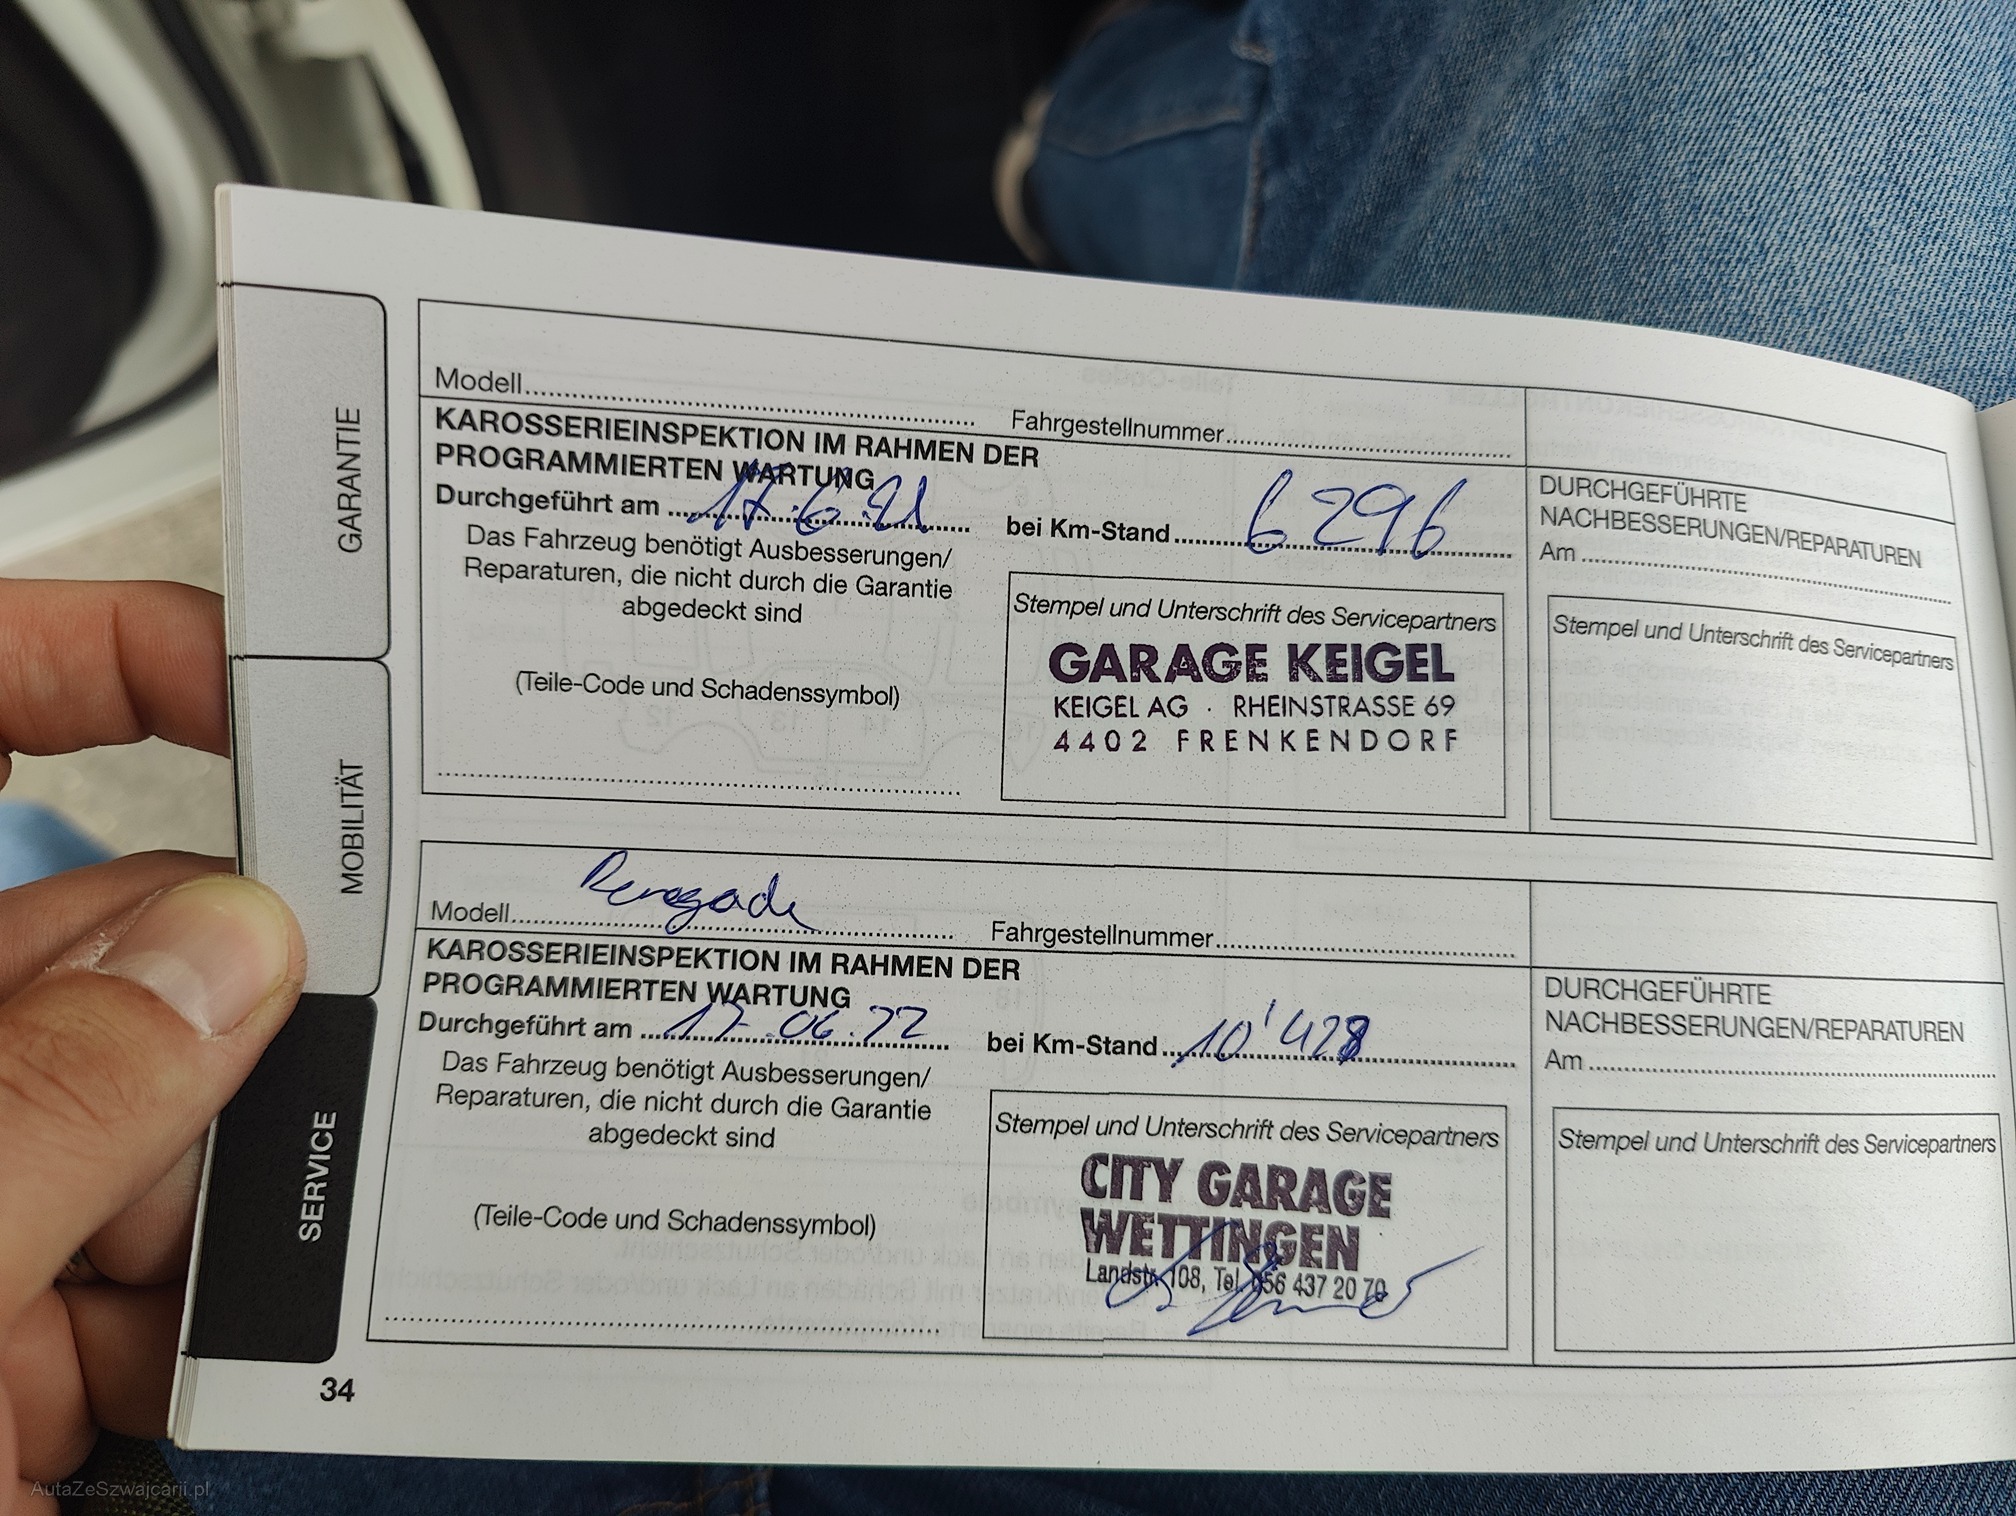 GARANTIE
MOBILITÄT
SERVICE
Modell
Fahrgestellnummer
KAROSSERIEINSPEKTION IM RAHMEN DER
PROGRAMMIERTEN WARTUNG
Durchgeführt am 17.6.21 bei Km-Stand 6296
Das Fahrzeug benötigt Ausbesserungen/
Reparaturen, die nicht durch die Garantie
abgedeckt sind
(Teile-Code und Schadenssymbol)
Stempel und Unterschrift des Servicepartners
GARAGE KEIGEL
KEIGEL AG · RHEINSTRASSE 69
4402 FRENKENDORF
DURCHGEFÜHRTE
NACHBESSERUNGEN/REPARATUREN
Am
Stempel und Unterschrift des Servicepartners
Modell Renegade
Fahrgestellnummer
KAROSSERIEINSPEKTION IM RAHMEN DER
PROGRAMMIERTEN WARTUNG
Durchgeführt am 17.06.22 bei Km-Stand 10'428
Das Fahrzeug benötigt Ausbesserungen/
Reparaturen, die nicht durch die Garantie
abgedeckt sind
(Teile-Code und Schadenssymbol)
Stempel und Unterschrift des Servicepartners
CITY GARAGE
WETTINGEN
Landstr. 108, Tel. 056 437 20 70
DURCHGEFÜHRTE
NACHBESSERUNGEN/REPARATUREN
Am
Stempel und Unterschrift des Servicepartners
34
AutaZeSzwajcarii.pl